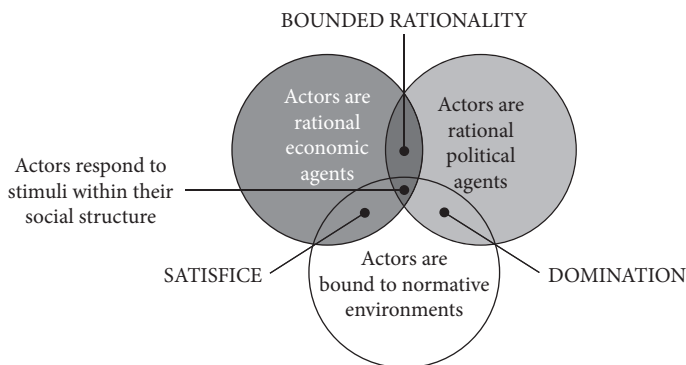 BOUNDED RATIONALITY
Actors are
rational
economic
agents
Actors are
rational
political
agents
Actors respond to
stimuli within their
social structure
SATISFICE
Actors are
bound to normative
environments
DOMINATION